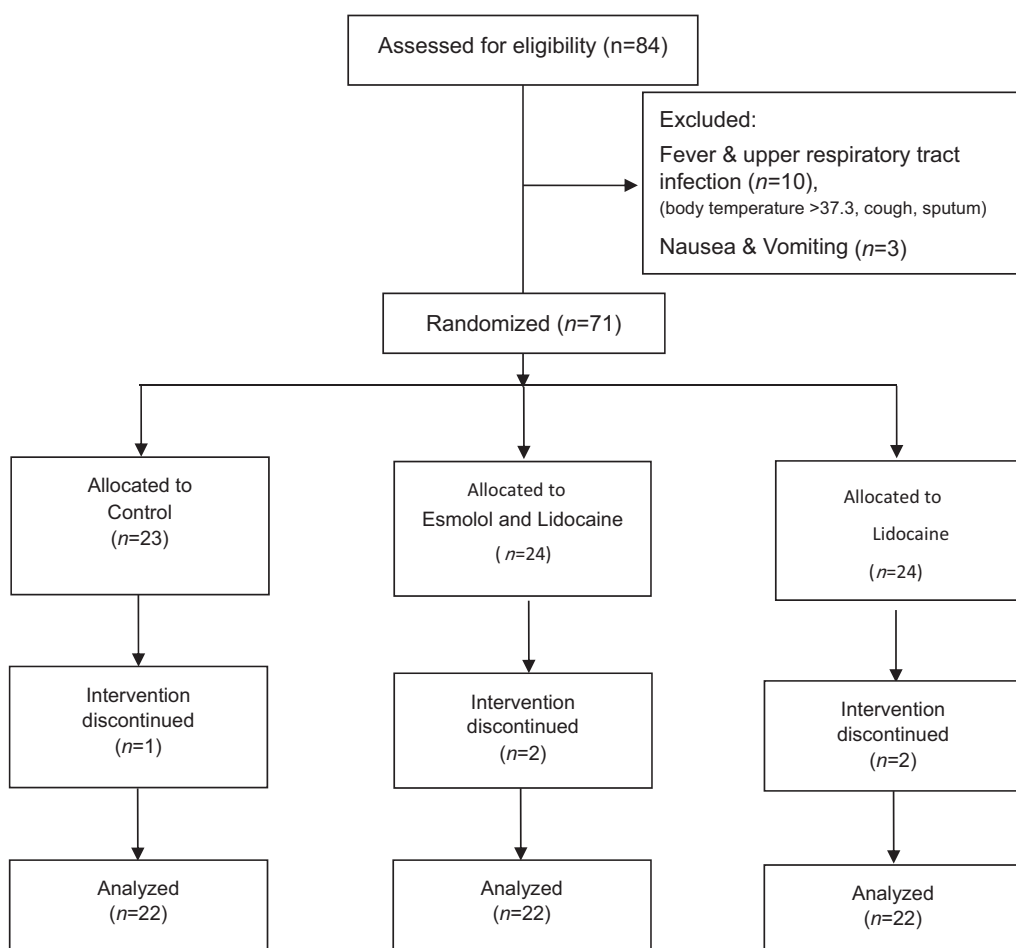 Assessed for eligibility (n=84)
Excluded:
Fever & upper respiratory tract
infection (n=10),
(body temperature >37.3, cough, sputum)
Nausea & Vomiting (n=3)
Randomized (n=71)
Allocated to
Control
(n=23)
Allocated to
Esmolol and Lidocaine
( n=24)
Allocated to
Lidocaine
(n=24)
Intervention
discontinued
(n=1)
Intervention
discontinued
(n=2)
Intervention
discontinued
(n=2)
Analyzed
(n=22)
Analyzed
(n=22)
Analyzed
(n=22)